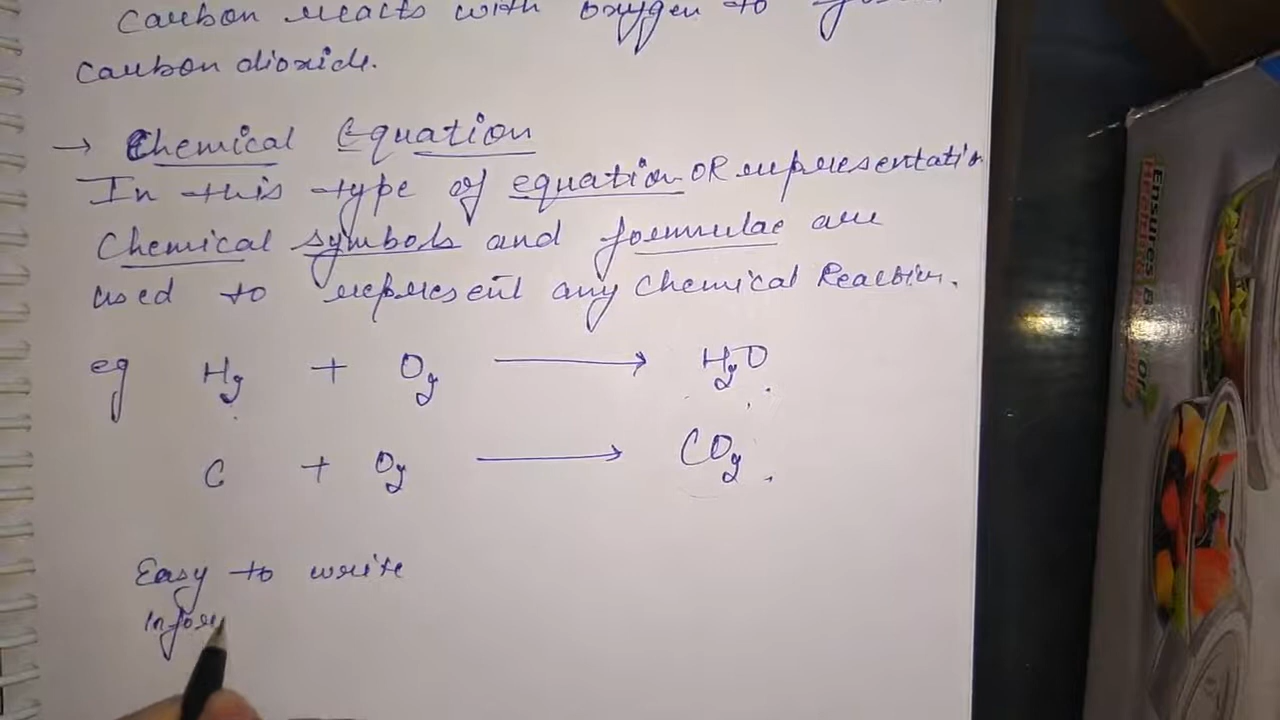 Carbon reacts with oxygen to
carbon dioxide.
→ Chemical Equation
In this type of equation OR representation
Chemical symbols and formulae are
used to represent any Chemical Reaction.
eg H₂ + O₂ ⟶ H₂O
C + O₂ ⟶ CO₂.
Easy to write
Infor
Ensures